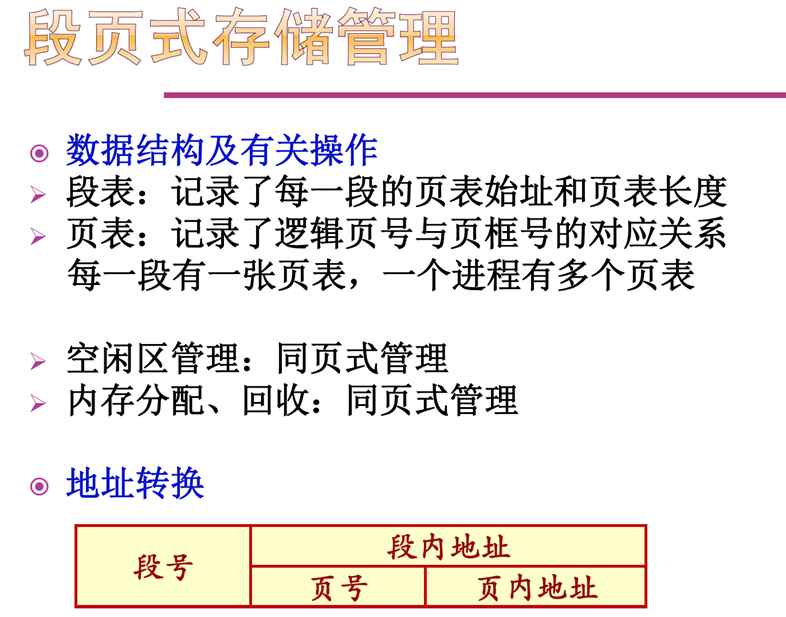 段页式存储管理
数据结构及有关操作
段表：记录了每一段的页表始址和页表长度
页表：记录了逻辑页号与页框号的对应关系
每一段有一张页表，一个进程有多个页表
空闲区管理：同页式管理
内存分配、回收：同页式管理
地址转换
段号
段内地址
页号
页内地址